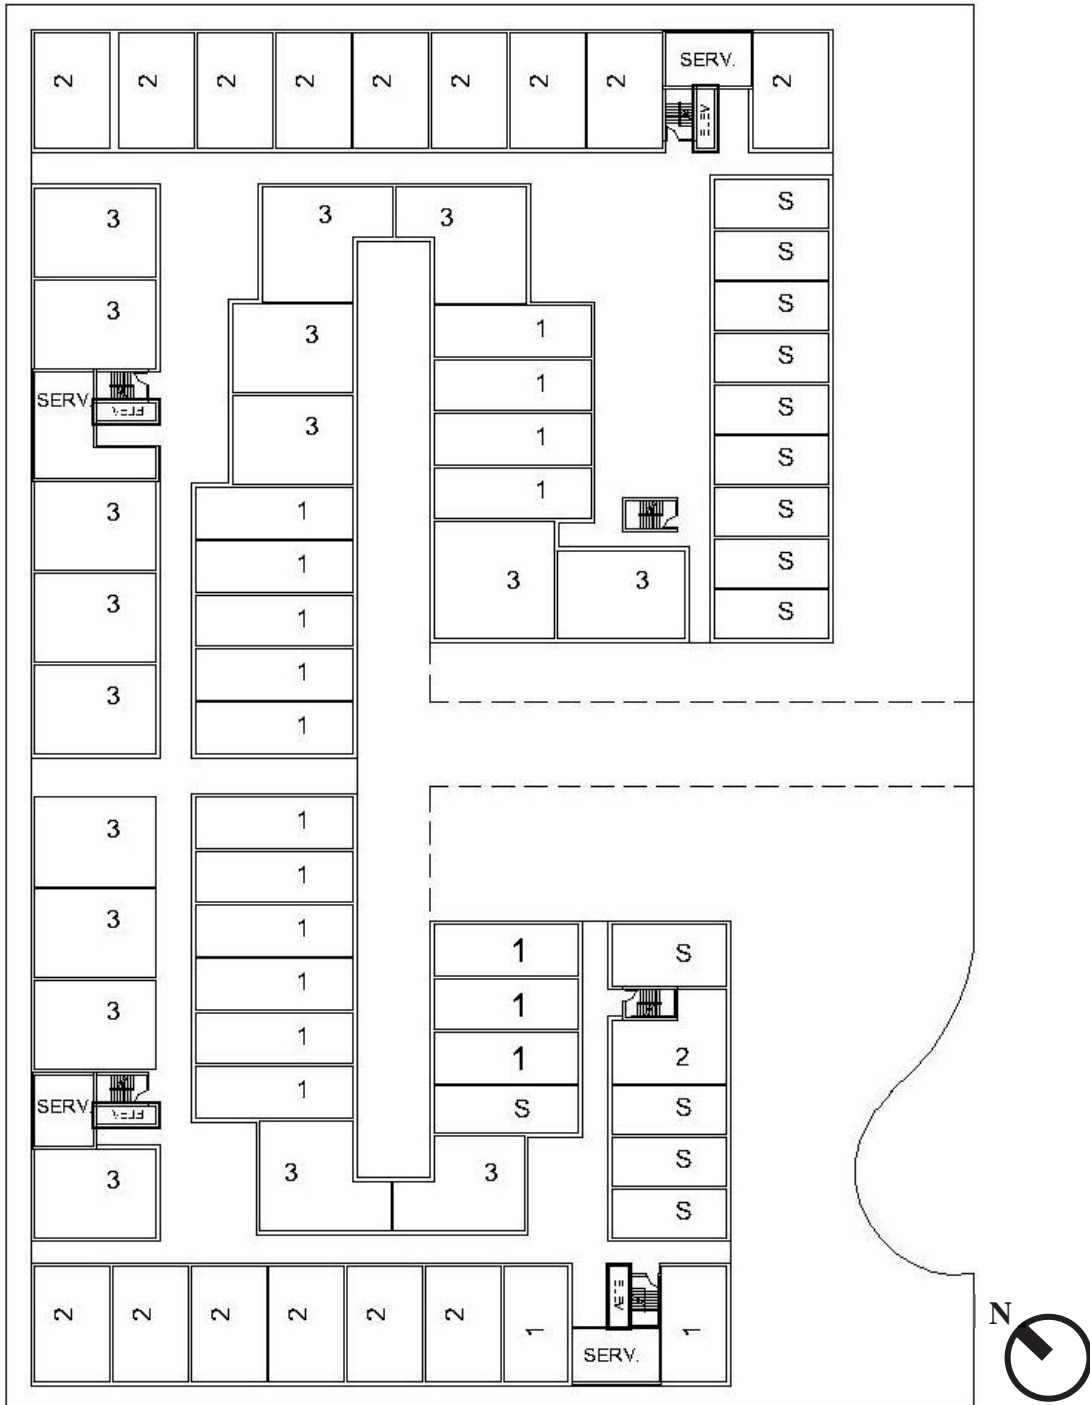 2 2 2 2 2 2 2 2 SERV. 2
ELEV.
3 3 3 S
3 3 1 S
S
SERV. ELEV. 1 S
3 1 S
1 S
3 1 S
1 3 3 S
3 1 S
3 1
1
3 1
1
3 1 1 S
1 1
3 1 1 2
SERV. ELEV. 1 S S
3 3 3 S
S
2 2 2 2 2 2 1 ELEV. 1
SERV.
N